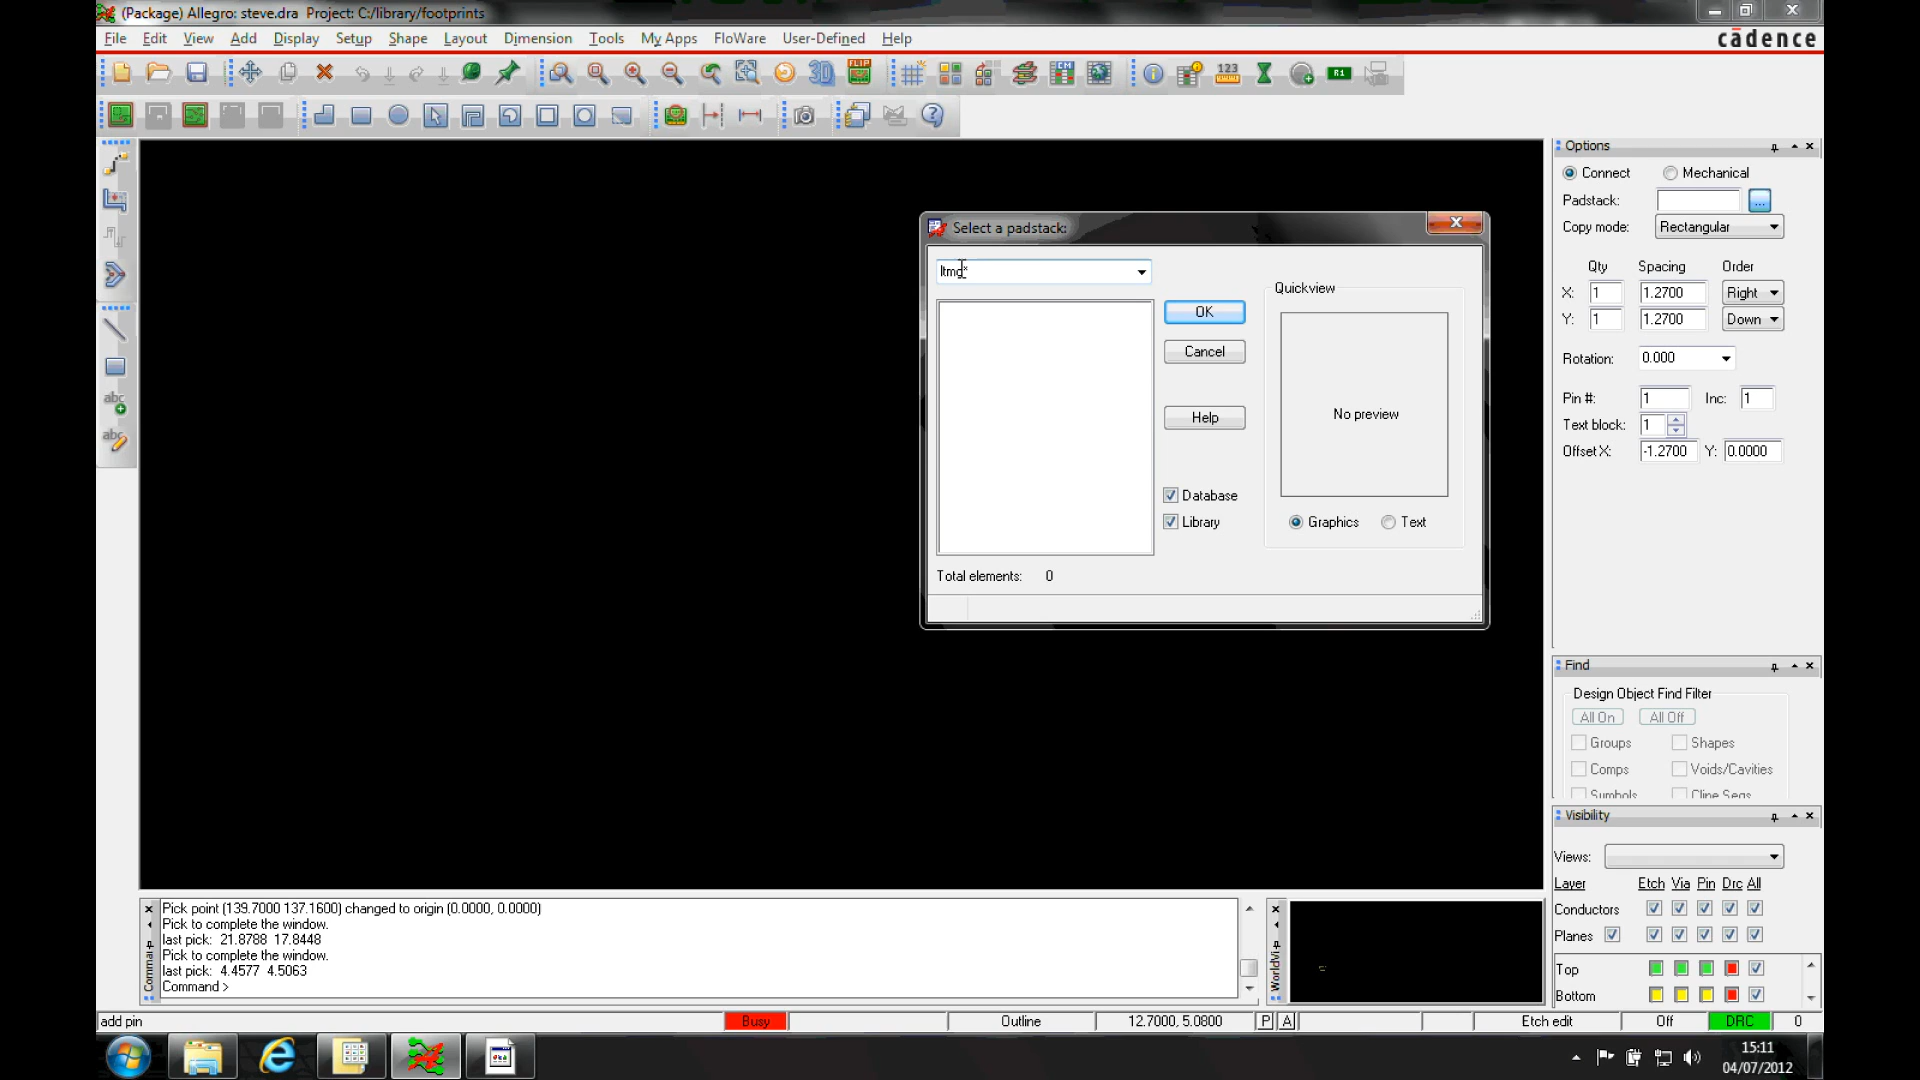 (Package) Allegro: steve.dra  Project: C:/library/footprints
File Edit View Add Display Setup Shape Layout Dimension Tools My Apps FloWare User-Defined Help
cādence
3D FLIP CM 123 R1
Options
Connect Mechanical
Padstack: ...
Copy mode: Rectangular
Qty Spacing Order
X: 1 1.2700 Right
Y: 1 1.2700 Down
Rotation: 0.000
Pin #: 1 Inc: 1
Text block: 1
Offset X: -1.2700 Y: 0.0000
Select a padstack:
OK
Cancel
Help
Database
Library
Quickview
No preview
Graphics Text
Total elements: 0
abc
abc
Find
Design Object Find Filter
All On All Off
Groups Shapes
Comps Voids/Cavities
Symbols Cline Segs
Visibility
Views:
Layer Etch Via Pin Drc All
Conductors
Planes
Top
Bottom
Pick point (139.7000 137.1600) changed to origin (0.0000, 0.0000)
Pick to complete the window.
last pick:  21.8788  17.8448
Pick to complete the window.
last pick:  4.4577  4.5063
Command >
add pin Busy Outline 12.7000, 5.0800 P A Etch edit Off DRC 0
15:11
04/07/2012